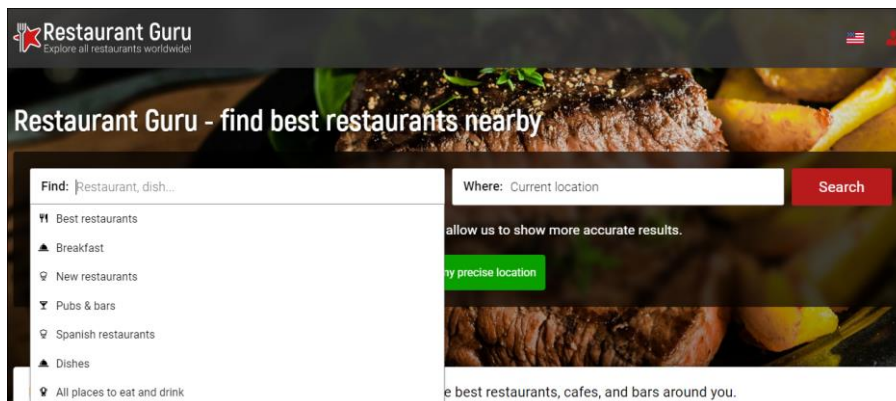 Restaurant Guru
Explore all restaurants worldwide!
Restaurant Guru - find best restaurants nearby
Find: Restaurant, dish...
Where: Current location
Search
Best restaurants
allow us to show more accurate results.
Breakfast
New restaurants
precise location
Pubs & bars
Spanish restaurants
Dishes
All places to eat and drink
best restaurants, cafes, and bars around you.